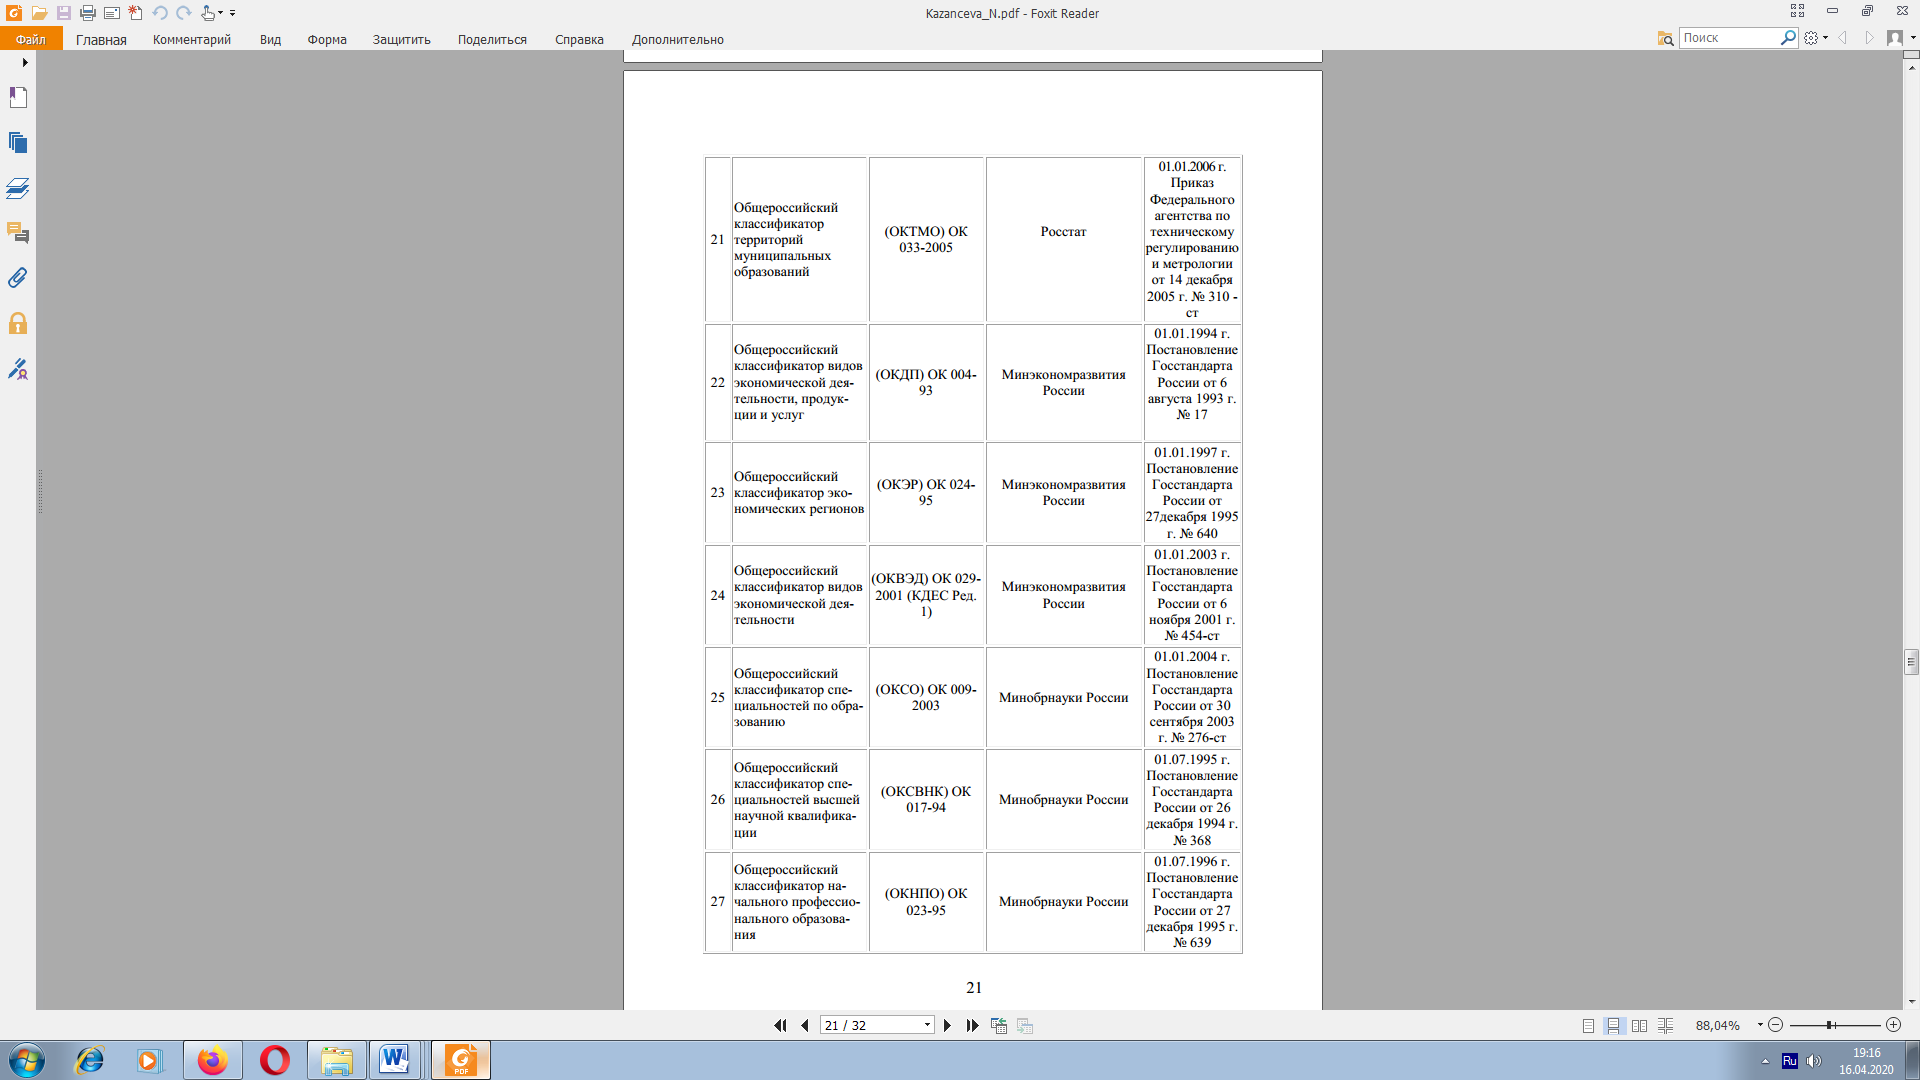 Kazanceva_N.pdf - Foxit Reader
Файл
Главная
Комментарий
Вид
Форма
Защитить
Поделиться
Справка
Дополнительно
Поиск
21
Общероссийский
классификатор
территорий
муниципальных
образований
(ОКТМО) ОК
033-2005
Росстат
01.01.2006 г.
Приказ
Федерального
агентства по
техническому
регулированию
и метрологии
от 14 декабря
2005 г. № 310 -
ст
22
Общероссийский
классификатор видов
экономической дея-
тельности, продук-
ции и услуг
(ОКДП) ОК 004-
93
Минэкономразвития
России
01.01.1994 г.
Постановление
Госстандарта
России от 6
августа 1993 г.
№ 17
23
Общероссийский
классификатор эко-
номических регионов
(ОКЭР) ОК 024-
95
Минэкономразвития
России
01.01.1997 г.
Постановление
Госстандарта
России от
27декабря 1995
г. № 640
24
Общероссийский
классификатор видов
экономической дея-
тельности
(ОКВЭД) ОК 029-
2001 (КДЕС Ред.
1)
Минэкономразвития
России
01.01.2003 г.
Постановление
Госстандарта
России от 6
ноября 2001 г.
№ 454-ст
25
Общероссийский
классификатор спе-
циальностей по обра-
зованию
(ОКСО) ОК 009-
2003
Минобрнауки России
01.01.2004 г.
Постановление
Госстандарта
России от 30
сентября 2003
г. № 276-ст
26
Общероссийский
классификатор спе-
циальностей высшей
научной квалифика-
ции
(ОКСВНК) ОК
017-94
Минобрнауки России
01.07.1995 г.
Постановление
Госстандарта
России от 26
декабря 1994 г.
№ 368
27
Общероссийский
классификатор на-
чального профессио-
нального образова-
ния
(ОКНПО) ОК
023-95
Минобрнауки России
01.07.1996 г.
Постановление
Госстандарта
России от 27
декабря 1995 г.
№ 639
21
21 / 32
88,04%
PDF
Ru
19:16
16.04.2020